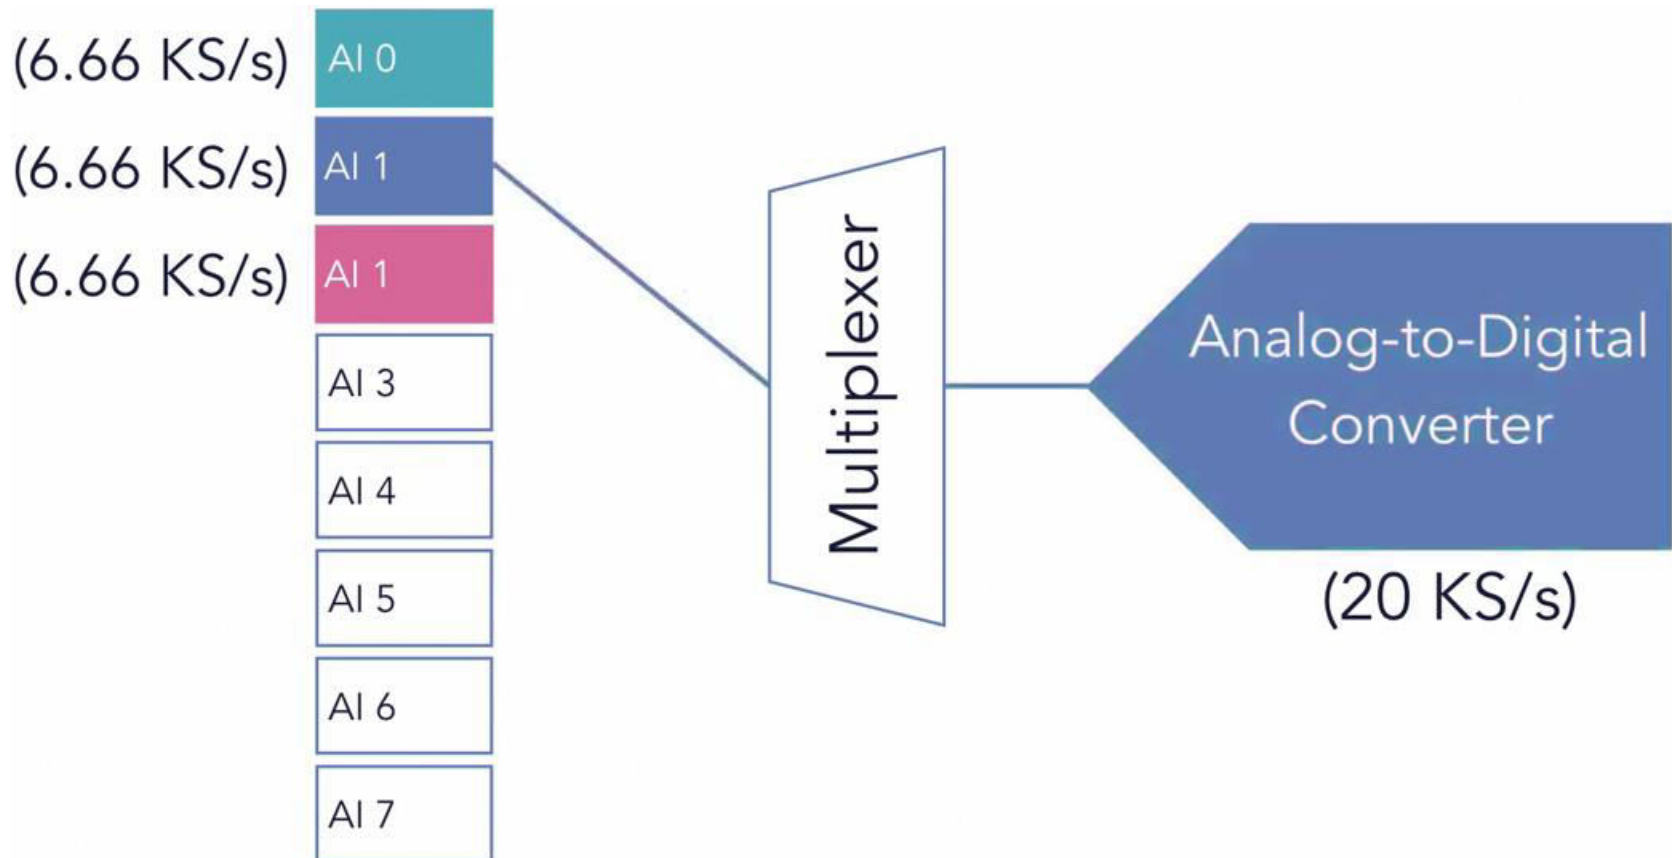 (6.66 KS/s) AI 0
(6.66 KS/s) AI 1
(6.66 KS/s) AI 1
AI 3
AI 4
AI 5
AI 6
AI 7
Multiplexer
Analog-to-Digital
Converter
(20 KS/s)